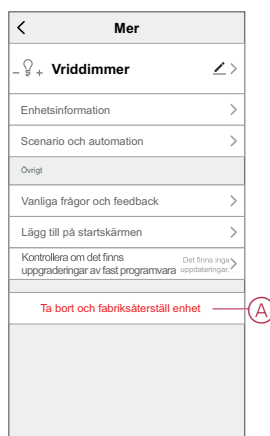 Mer
Vriddimmer
Enhetsinformation
Scenario och automation
Övrigt
Vanliga frågor och feedback
Lägg till på startskärmen
Kontrollera om det finns
uppgraderingar av fast programvara
Det finns inga
uppdateringar.
Ta bort och fabriksåterställ enhet
A